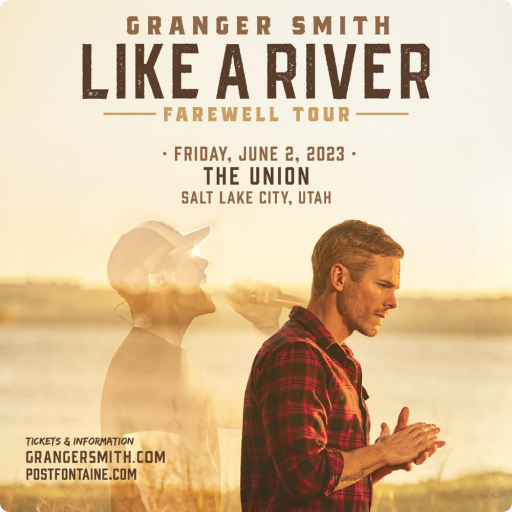 GRANGER SMITH
LIKE A RIVER
FAREWELL TOUR
· FRIDAY, JUNE 2, 2023 ·
THE UNION
SALT LAKE CITY, UTAH
TICKETS & INFORMATION
GRANGERSMITH.COM
POSTFONTAINE.COM